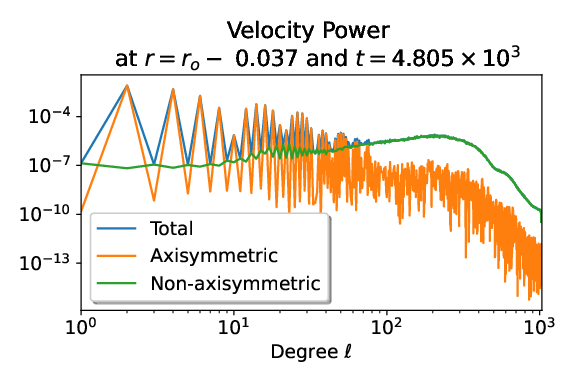 Velocity Power
at r = r_o − 0.037 and t = 4.805 × 10^3
10^−4
10^−7
10^−10
10^−13
Total
Axisymmetric
Non-axisymmetric
10^0 10^1 10^2 10^3
Degree ℓ